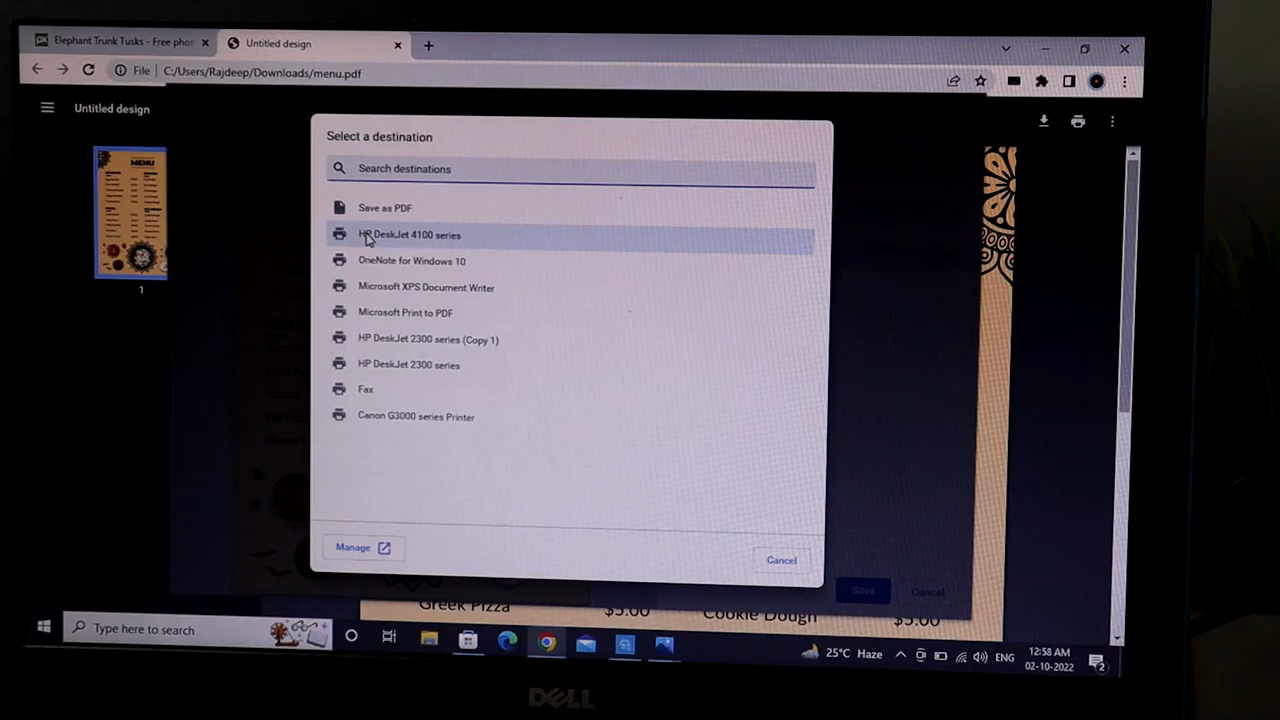 Elephant Trunk Tusks - Free phot
Untitled design
File
C:/Users/Rajdeep/Downloads/menu.pdf
Untitled design
MENU
1
Select a destination
Search destinations
Save as PDF
HP DeskJet 4100 series
OneNote for Windows 10
Microsoft XPS Document Writer
Microsoft Print to PDF
HP DeskJet 2300 series (Copy 1)
HP DeskJet 2300 series
Fax
Canon G3000 series Printer
Manage
Cancel
Save
Cancel
Greek Pizza $5.00 Cookie Dough $5.00
Type here to search
25°C Haze
ENG
12:58 AM
02-10-2022
2
DELL